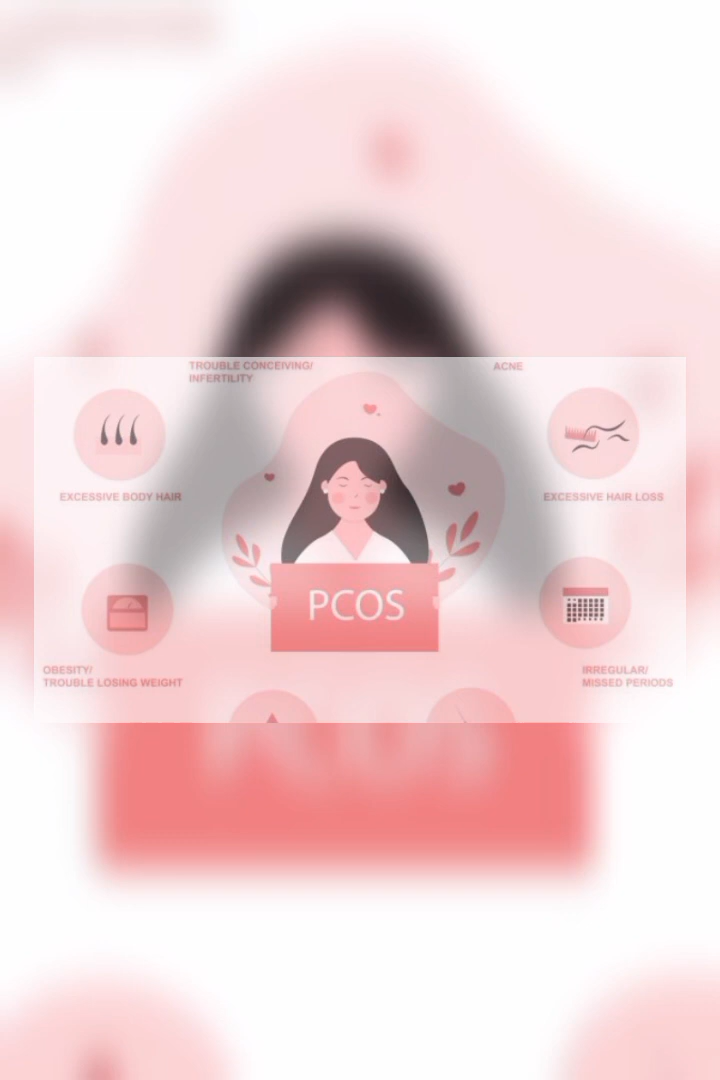 TROUBLE CONCEIVING/
INFERTILITY
ACNE
EXCESSIVE BODY HAIR
EXCESSIVE HAIR LOSS
PCOS
OBESITY/
TROUBLE LOSING WEIGHT
IRREGULAR/
MISSED PERIODS